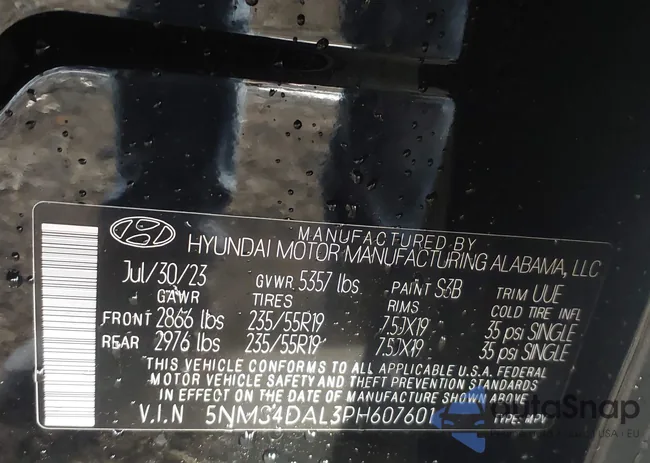 MANUFACTURED BY
HYUNDAI MOTOR MANUFACTURING ALABAMA, LLC
Jul/30/23 GVWR 5357 lbs PAINT S3B TRIM UUE
GAWR TIRES RIMS COLD TIRE INFL
FRONT 2866 lbs 235/55R19 7.5JX19 35 psi SINGLE
REAR 2976 lbs 235/55R19 7.5JX19 35 psi SINGLE
THIS VEHICLE CONFORMS TO ALL APPLICABLE U.S.A. FEDERAL
MOTOR VEHICLE SAFETY AND THEFT PREVENTION STANDARDS
IN EFFECT ON THE DATE OF MANUFACTURE SHOWN ABOVE
V.I.N 5NMS4DAL3PH607601 TYPE: MPV
AutoSnap